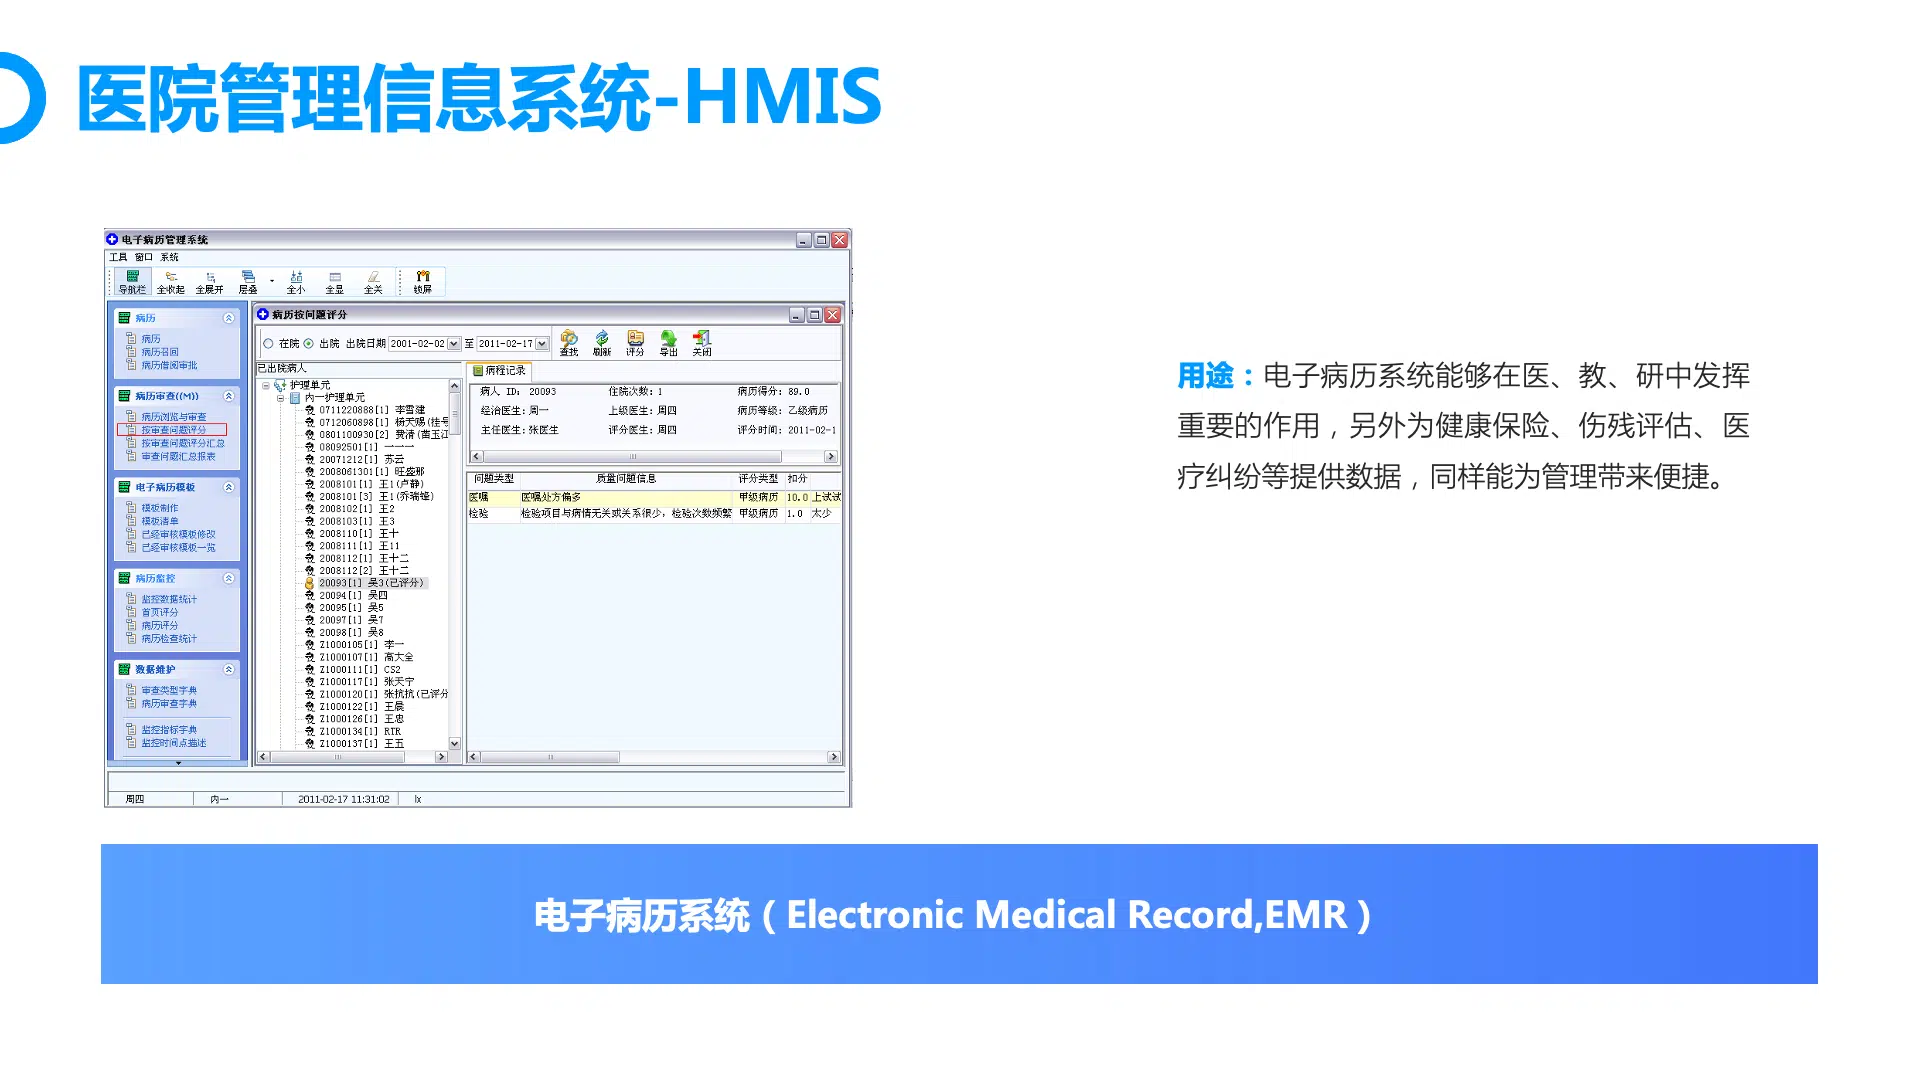 医院管理信息系统-HMIS
电子病历管理系统
工具 窗口 系统
导航栏 全收起 全展开 层叠 全小 全显 全关 锁屏
病历
病历
病历召回
病历借阅审批
病历审查((M))
病历浏览与审查
按审查问题评分
按审查问题评分汇总
审查问题汇总报表
电子病历模板
模板制作
模板清单
已经审核模板修改
已经审核模板一览
病历监控
监控数据统计
首页评分
病历评分
病历检查统计
数据维护
审查类型字典
病历审查字典
监控指标字典
监控时间点描述
病历按问题评分
在院 出院 出院日期 2001-02-02 至 2011-02-17 查找 刷新 评分 导出 关闭
已出院病人
护理单元
内一护理单元
0711220888[1] 李雪建
0712060898[1] 杨天赐(桂号
0801100930[2] 费清(苗玉江
08092501[1] 一一一
20071212[1] 苏云
2008061301[1] 旺盛那
2008101[1] 王1(卢静)
2008101[3] 王1(乔瑞锋)
2008102[1] 王2
2008103[1] 王3
2008110[1] 王十
2008111[1] 王11
2008112[1] 王十二
2008112[2] 王十二
20093[1] 吴3(已评分)
20094[1] 吴四
20095[1] 吴5
20097[1] 吴7
20098[1] 吴8
Z1000105[1] 李一
Z1000107[1] 高大全
Z1000111[1] CS2
Z1000117[1] 张天宁
Z1000120[1] 张抗抗(已评分
Z1000122[1] 王晨
Z1000126[1] 王忠
Z1000134[1] RTR
Z1000137[1] 王五
病程记录
病人 ID: 20093 住院次数: 1 病历得分: 89.0
经治医生: 周一 上级医生: 周四 病历等级: 乙级病历
主任医生: 张医生 评分医生: 周四 评分时间: 2011-02-1
问题类型 质量问题信息 评分类型 扣分
医嘱 医嘱处方偏多 甲级病历 10.0 上试试
检验 检验项目与病情无关或关系很少，检验次数频繁 甲级病历 1.0 太少
周四 内一 2011-02-17 11:31:02 lx
用途：电子病历系统能够在医、教、研中发挥
重要的作用，另外为健康保险、伤残评估、医
疗纠纷等提供数据，同样能为管理带来便捷。
电子病历系统（Electronic Medical Record,EMR）